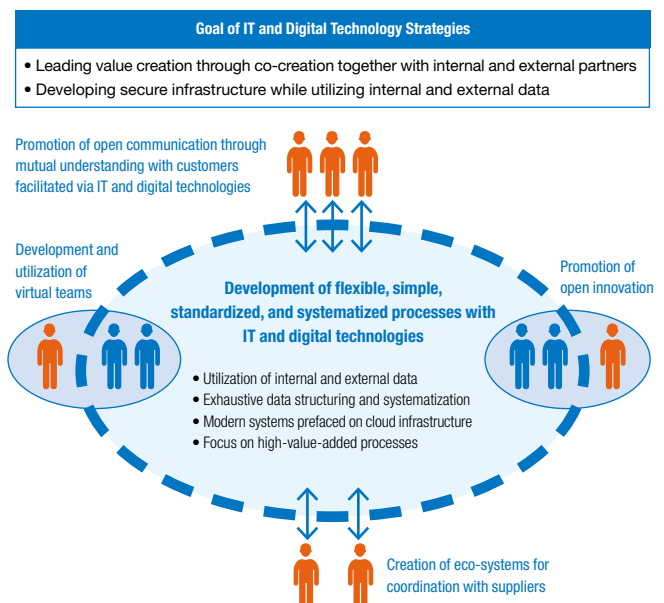 Goal of IT and Digital Technology Strategies
• Leading value creation through co-creation together with internal and external partners
• Developing secure infrastructure while utilizing internal and external data
Promotion of open communication through
mutual understanding with customers
facilitated via IT and digital technologies
Development and
utilization of
virtual teams
Promotion of
open innovation
Development of flexible, simple,
standardized, and systematized processes with
IT and digital technologies
• Utilization of internal and external data
• Exhaustive data structuring and systematization
• Modern systems prefaced on cloud infrastructure
• Focus on high-value-added processes
Creation of eco-systems for
coordination with suppliers